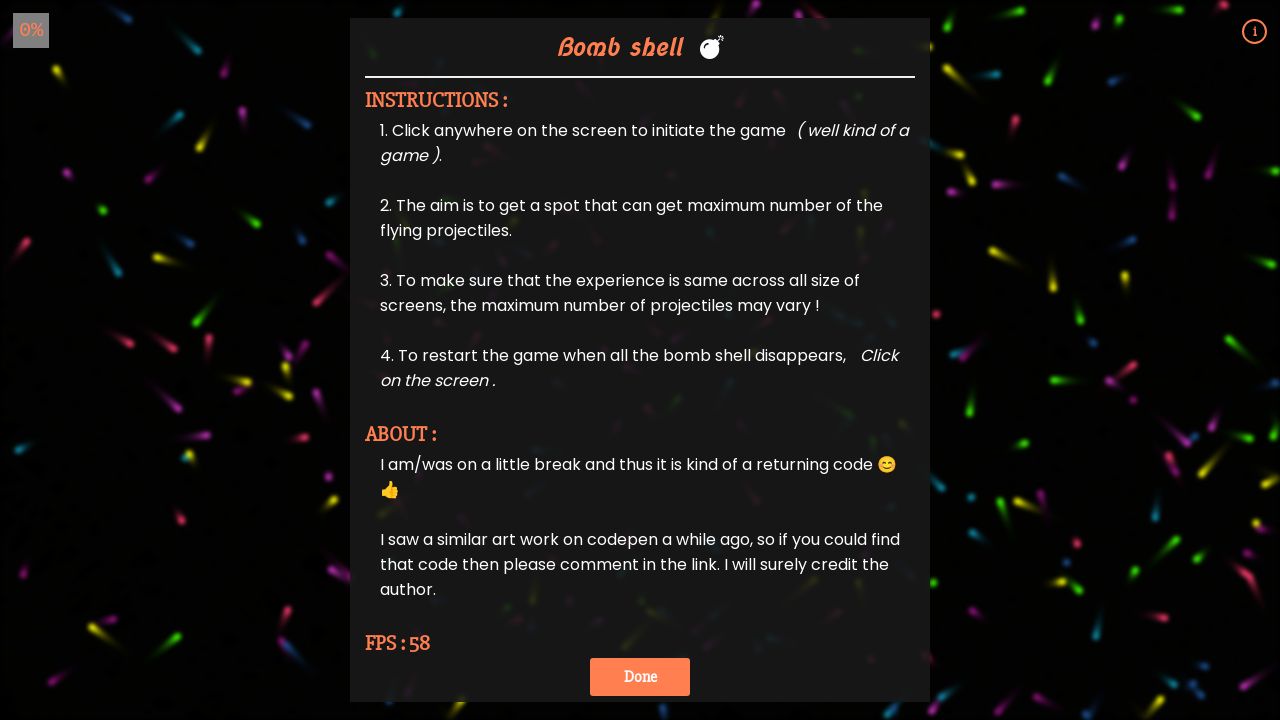 0%
i
Bomb shell 💣
INSTRUCTIONS :
1. Click anywhere on the screen to initiate the game ( well kind of a
game ).
2. The aim is to get a spot that can get maximum number of the
flying projectiles.
3. To make sure that the experience is same across all size of
screens, the maximum number of projectiles may vary !
4. To restart the game when all the bomb shell disappears, Click
on the screen .
ABOUT :
I am/was on a little break and thus it is kind of a returning code 😊
👍
I saw a similar art work on codepen a while ago, so if you could find
that code then please comment in the link. I will surely credit the
author.
FPS : 58
Done